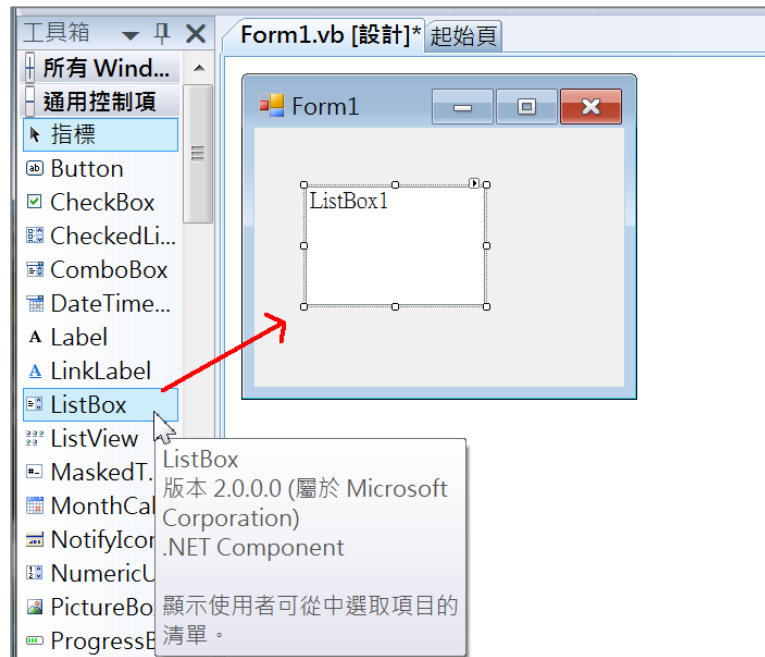 工具箱
Form1.vb [設計]* 起始頁
所有 Wind...
通用控制項
指標
Button
CheckBox
CheckedLi...
ComboBox
DateTime...
Label
LinkLabel
ListBox
ListView
MaskedT.
MonthCal
NotifyIcon
NumericU
PictureBo
ProgressB
Form1
ListBox1
ListBox
版本 2.0.0.0 (屬於 Microsoft
Corporation)
.NET Component
顯示使用者可從中選取項目的
清單。